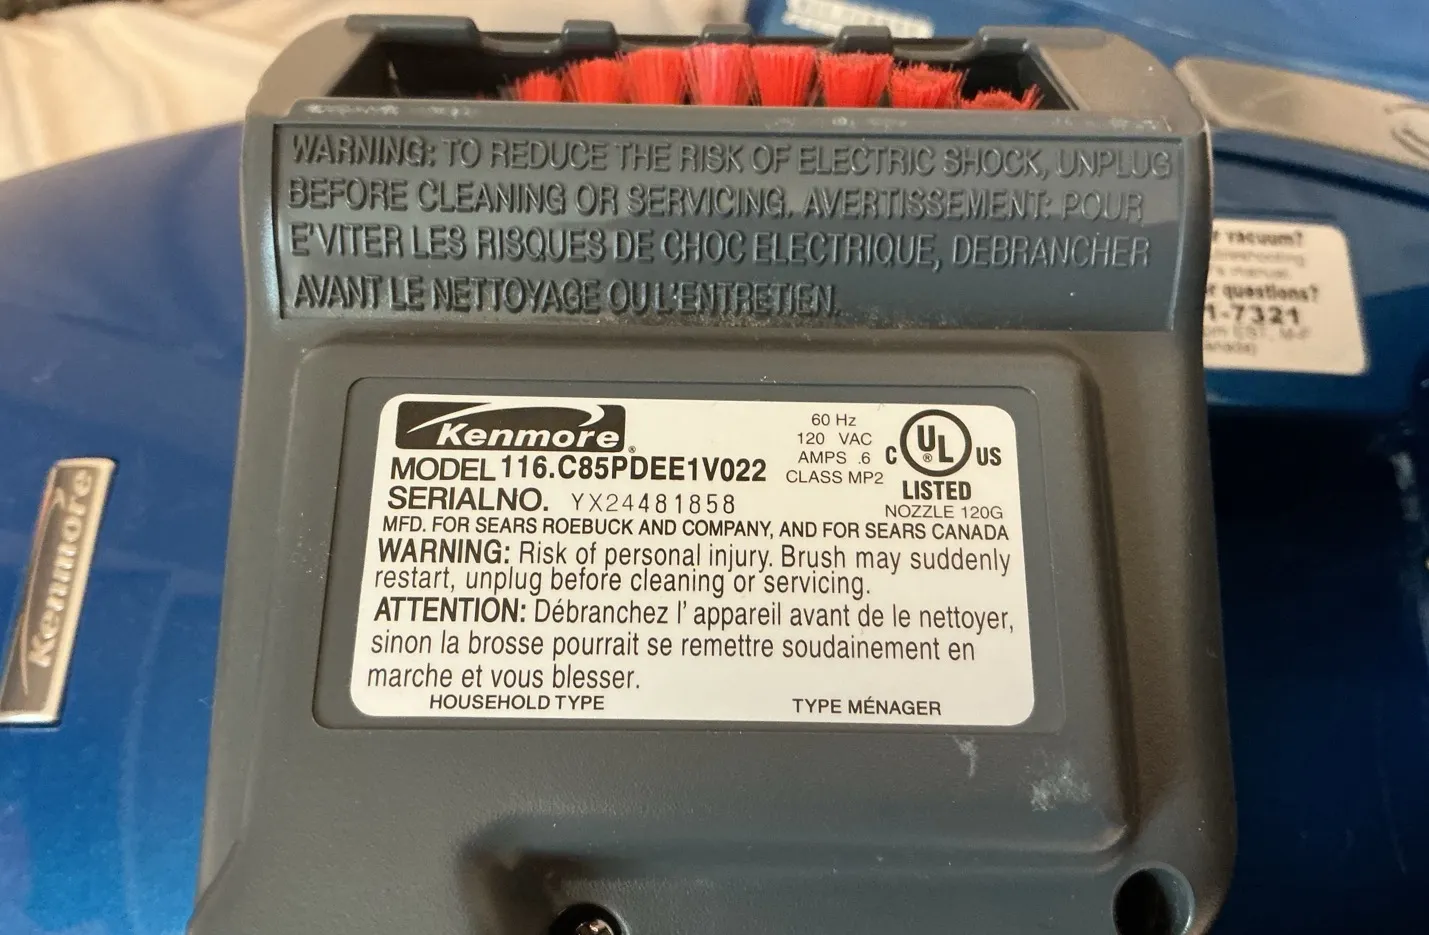 WARNING: TO REDUCE THE RISK OF ELECTRIC SHOCK, UNPLUG
BEFORE CLEANING OR SERVICING. AVERTISSEMENT: POUR
E'VITER LES RISQUES DE CHOC ELECTRIQUE, DEBRANCHER
AVANT LE NETTOYAGE OU L'ENTRETIEN.
Kenmore®
MODEL 116.C85PDEE1V022
SERIALNO. YX24481858
60 Hz
120 VAC
AMPS .6
CLASS MP2
C UL® US
LISTED
NOZZLE 120G
MFD. FOR SEARS ROEBUCK AND COMPANY, AND FOR SEARS CANADA
WARNING: Risk of personal injury. Brush may suddenly
restart, unplug before cleaning or servicing.
ATTENTION: Débranchez l' appareil avant de le nettoyer,
sinon la brosse pourrait se remettre soudainement en
marche et vous blesser.
HOUSEHOLD TYPE TYPE MÉNAGER
Kenmore
vacuum?
manual.
questions?
1-7321
EST, M-F